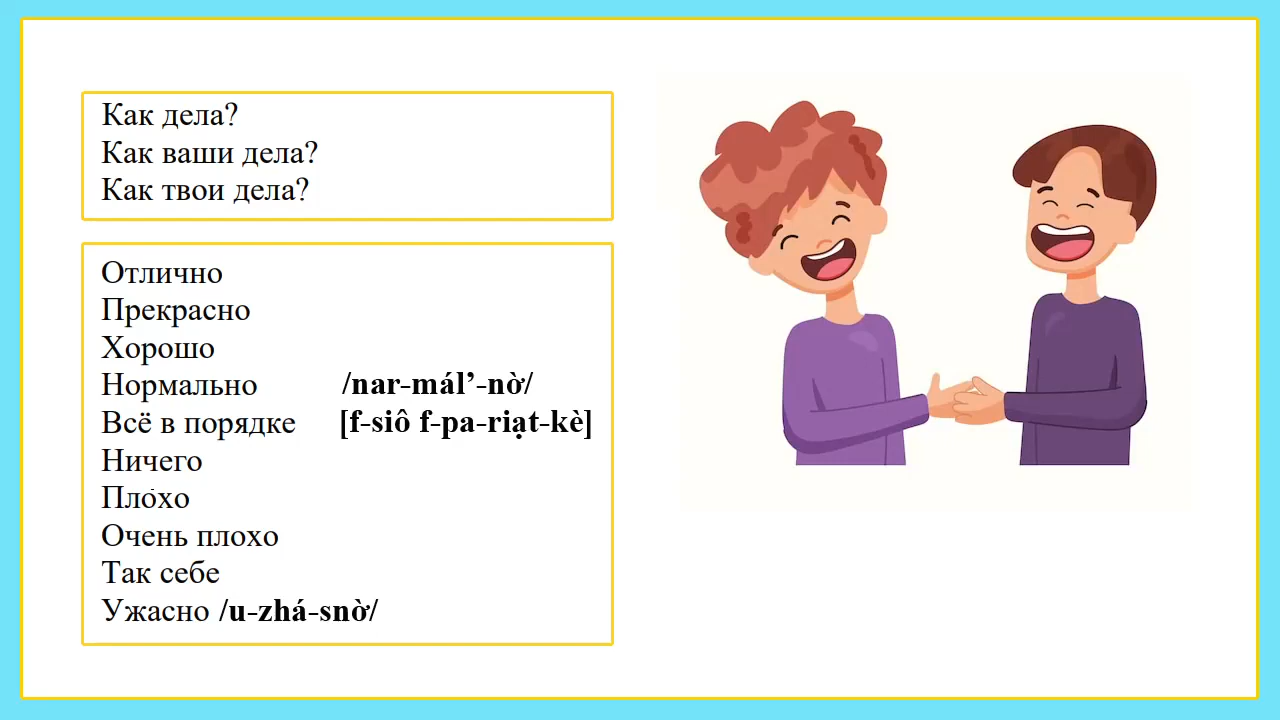 Как дела?
Как ваши дела?
Как твои дела?
Отлично
Прекрасно
Хорошо
Нормально /nar-mál’-nờ/
Всё в порядке [f-siô f-pa-riạt-kè]
Ничего
Плохо
Очень плохо
Так себе
Ужасно /u-zhá-snờ/